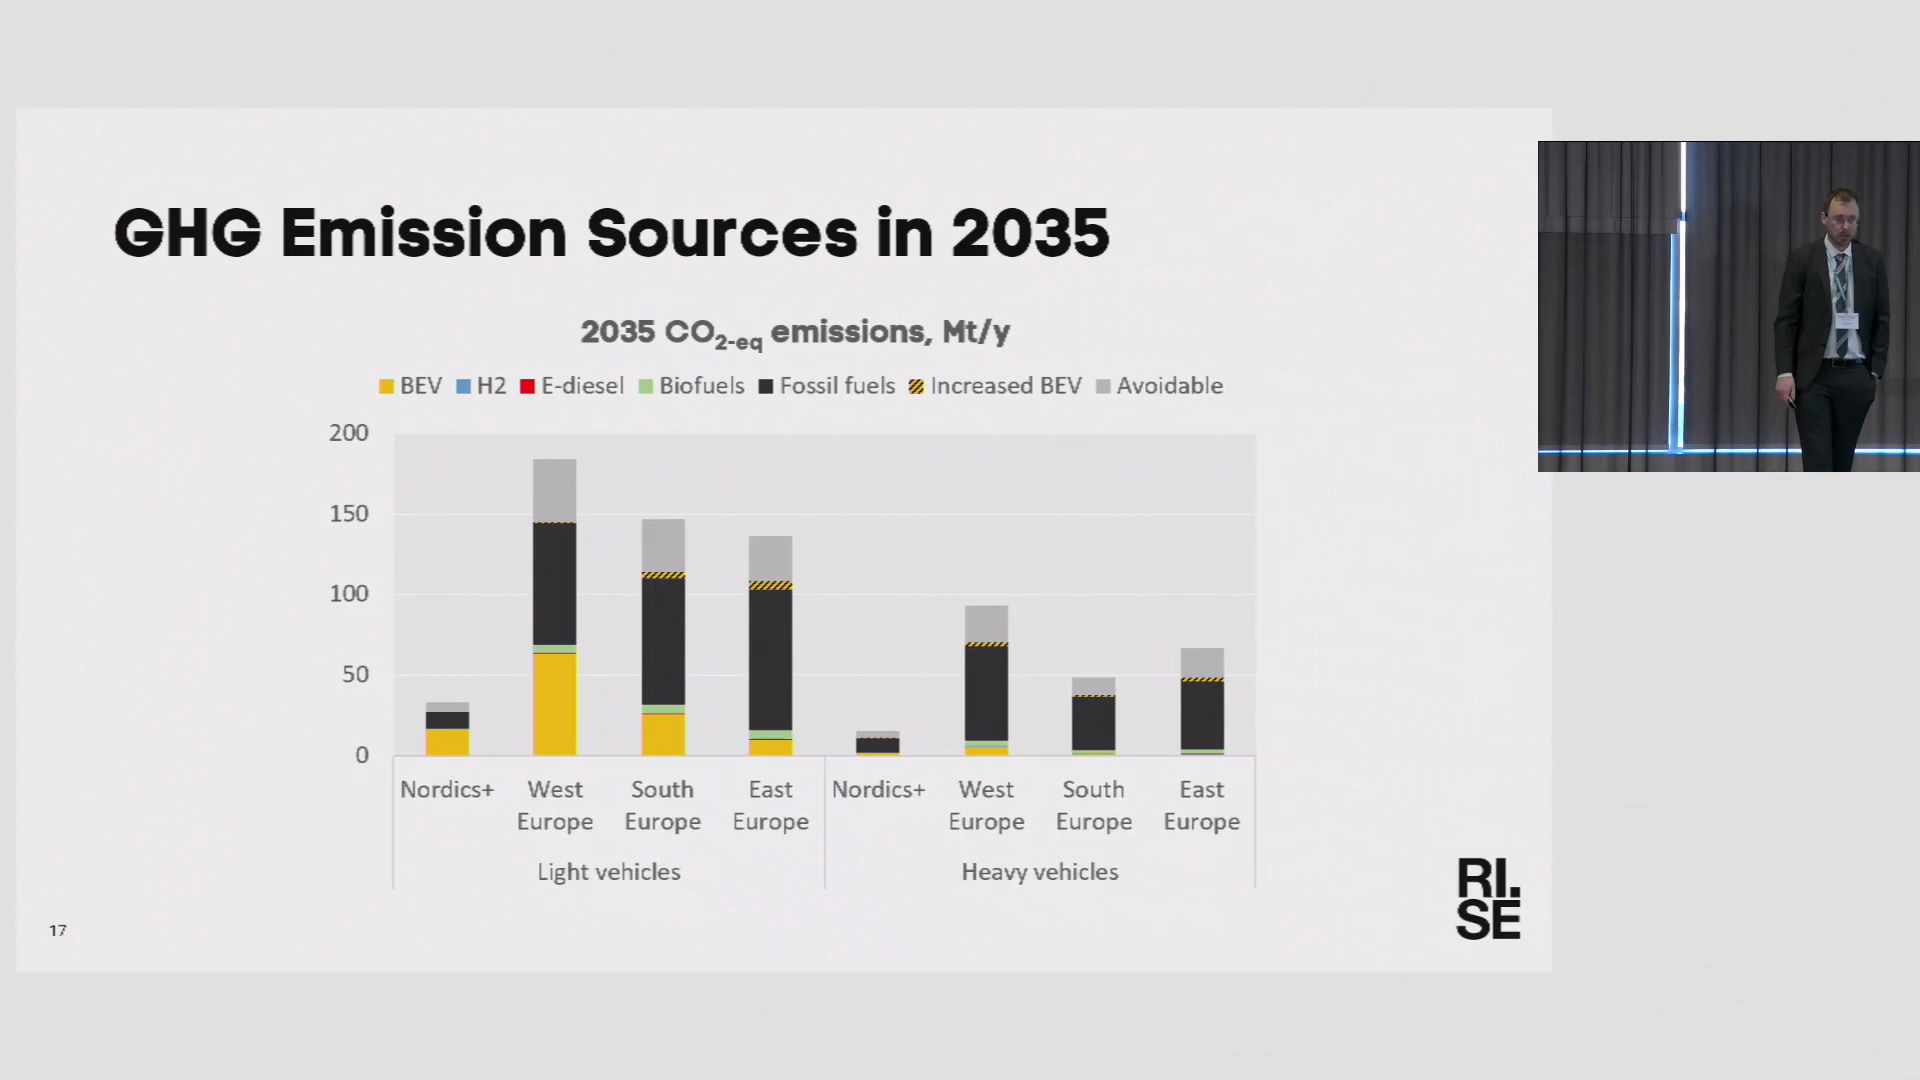 GHG Emission Sources in 2035
2035 CO2-eq emissions, Mt/y
BEV H2 E-diesel Biofuels Fossil fuels Increased BEV Avoidable
200
150
100
50
0
Nordics+ West Europe South Europe East Europe Nordics+ West Europe South Europe East Europe
Light vehicles Heavy vehicles
17
RI.
SE